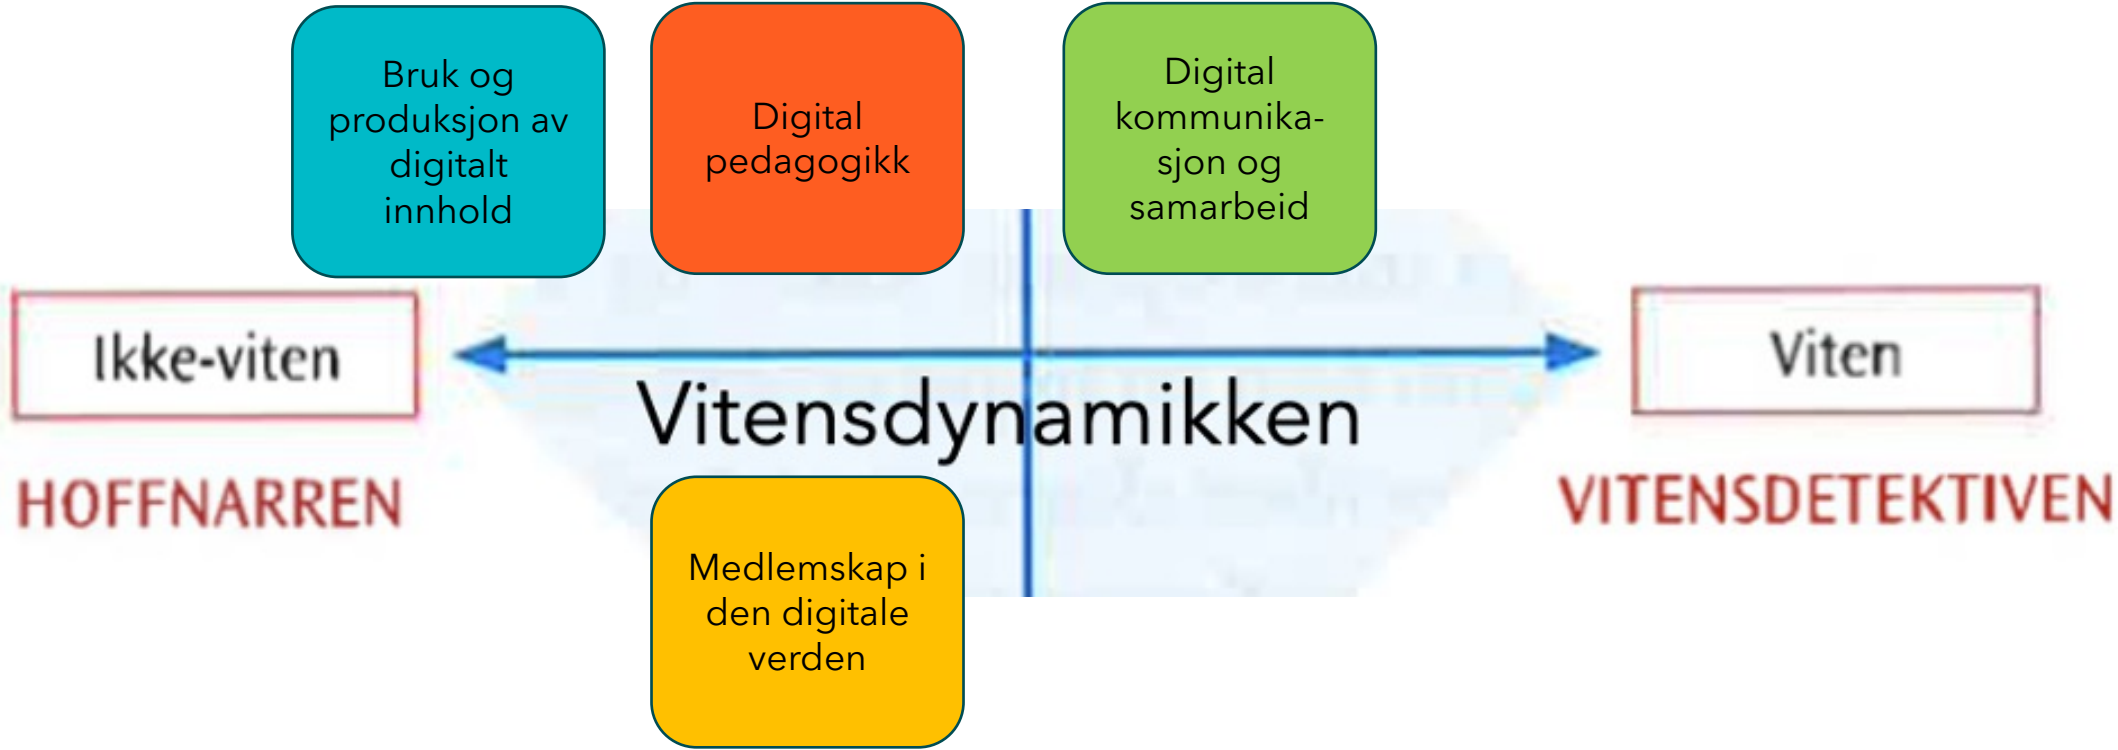 Bruk og
produksjon av
digitalt
innhold
Digital
pedagogikk
Digital
kommunika-
sjon og
samarbeid
Ikke-viten
Viten
Vitensdynamikken
HOFFNARREN
VITENSDETEKTIVEN
Medlemskap i
den digitale
verden